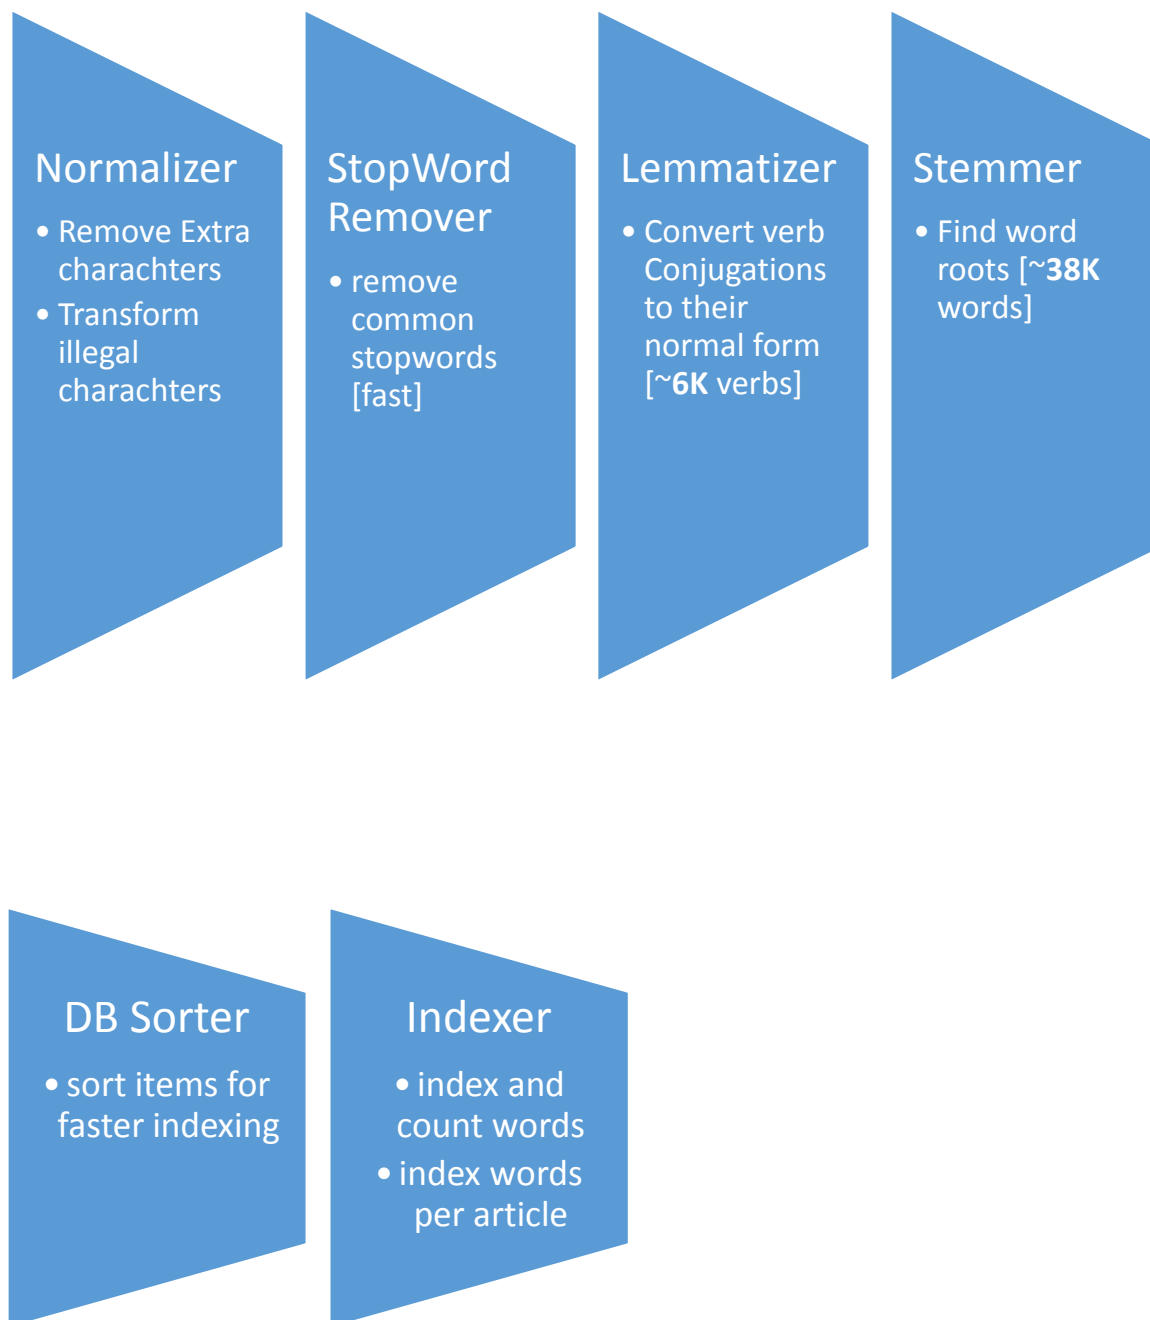 Normalizer
• Remove Extra
charachters
• Transform
illegal
charachters
StopWord
Remover
• remove
common
stopwords
[fast]
Lemmatizer
• Convert verb
Conjugations
to their
normal form
[~6K verbs]
Stemmer
• Find word
roots [~38K
words]
DB Sorter
• sort items for
faster indexing
Indexer
• index and
count words
• index words
per article